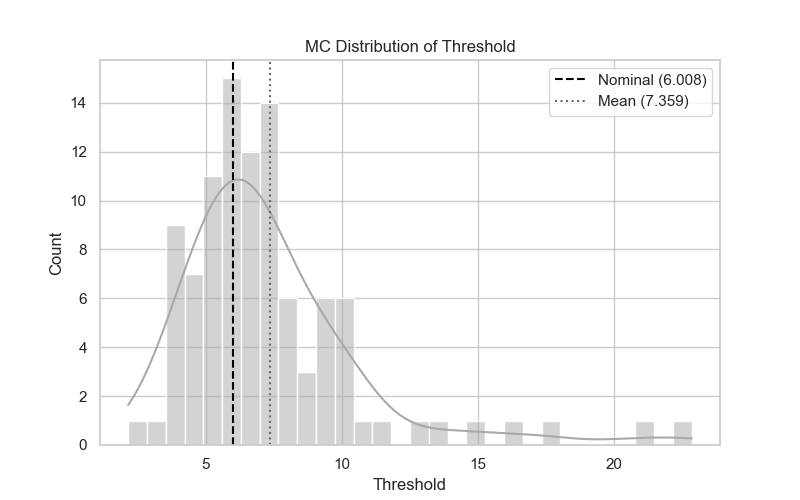 MC Distribution of Threshold
Nominal (6.008)
Mean (7.359)
14
12
10
8
6
4
2
0
Count
5
10
15
20
Threshold